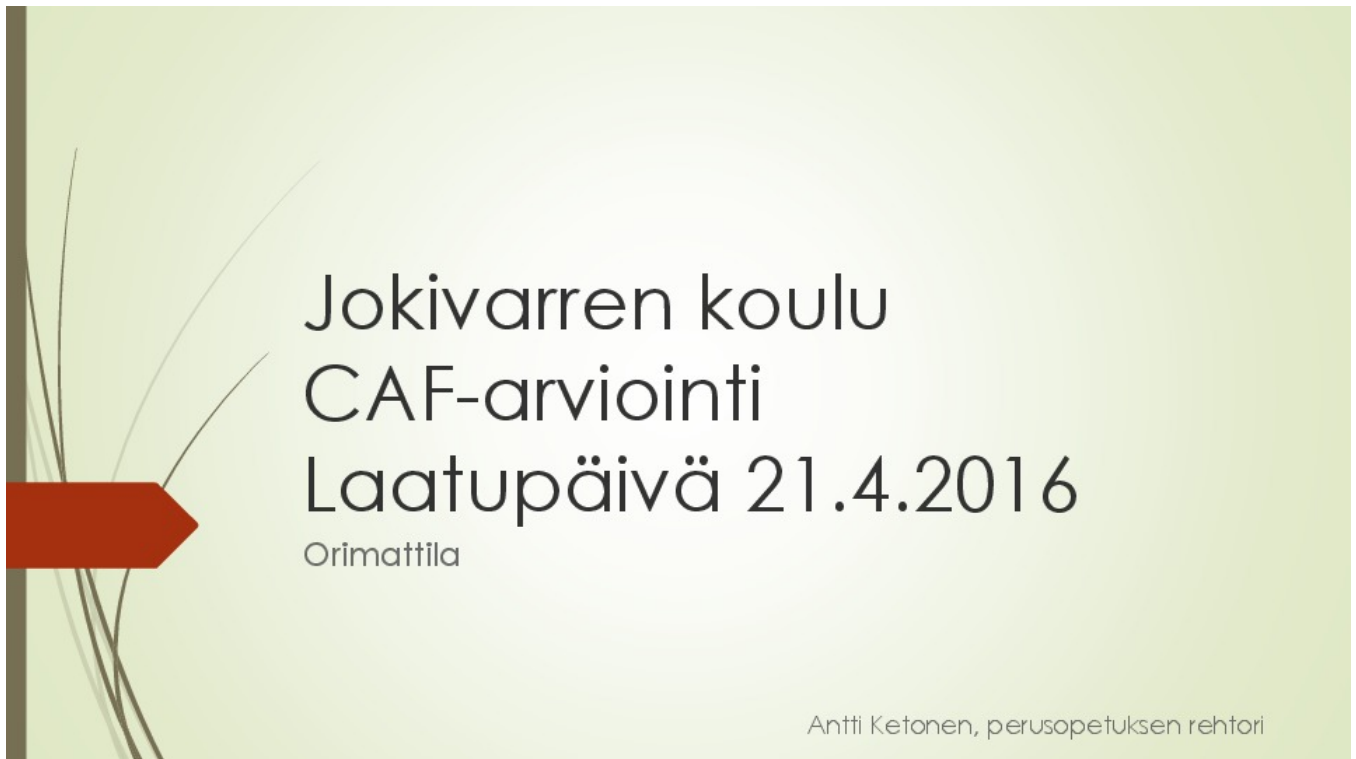 Jokivarren koulu
CAF-arviointi
Laatupäivä 21.4.2016
Orimattila
Antti Ketonen, perusopetuksen rehtori